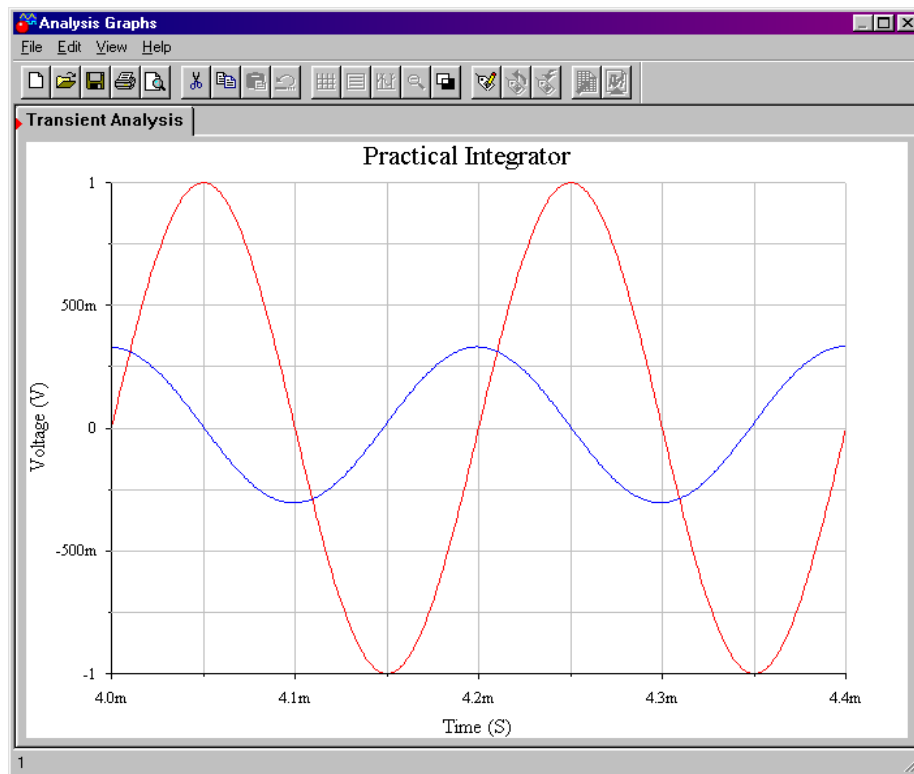 Analysis Graphs
File Edit View Help
Transient Analysis
Practical Integrator
1
500m
0
-500m
-1
Voltage (V)
4.0m 4.1m 4.2m 4.3m 4.4m
Time (S)
1